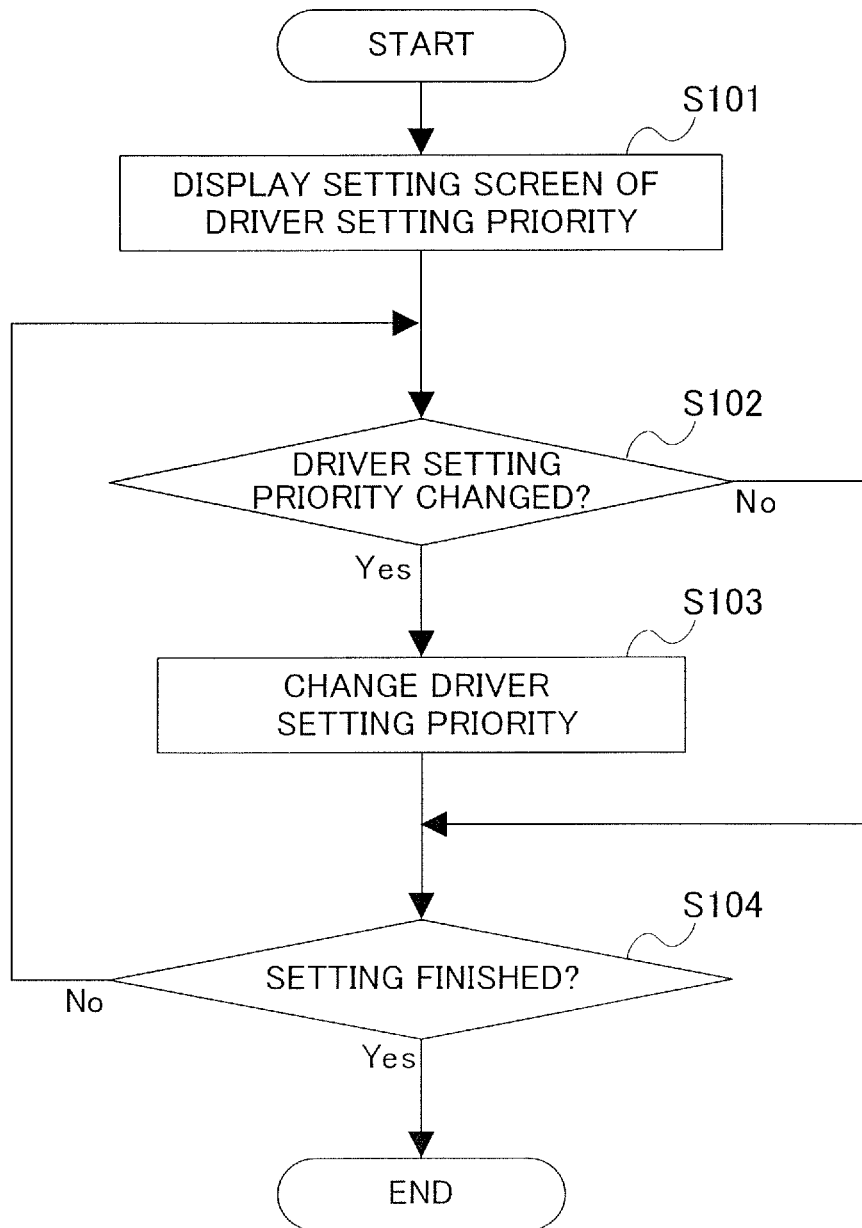 START
S101
DISPLAY SETTING SCREEN OF
DRIVER SETTING PRIORITY
S102
DRIVER SETTING
PRIORITY CHANGED?
No
Yes
S103
CHANGE DRIVER
SETTING PRIORITY
S104
SETTING FINISHED?
No
Yes
END